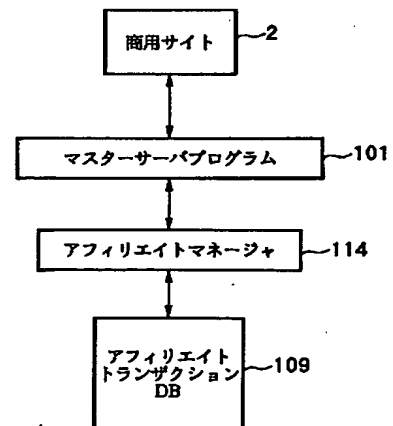 商用サイト
2
マスターサーバプログラム
101
アフィリエイトマネージャ
114
アフィリエイト
トランザクション
DB
109